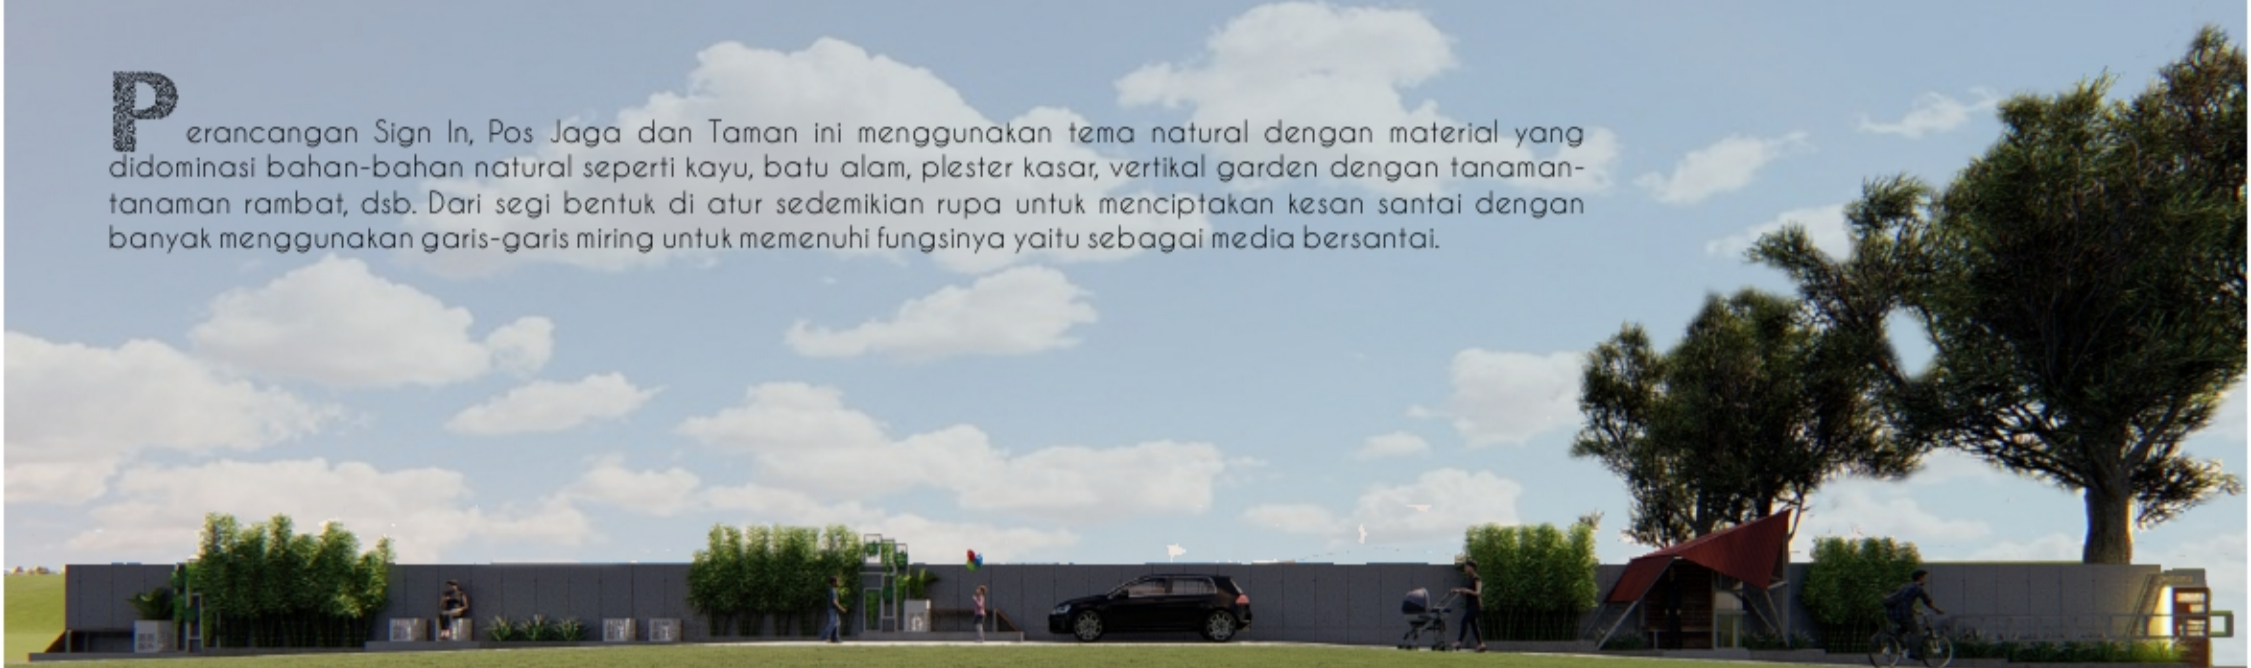 Perancangan Sign In, Pos Jaga dan Taman ini menggunakan tema natural dengan material yang
didominasi bahan-bahan natural seperti kayu, batu alam, plester kasar, vertikal garden dengan tanaman-
tanaman rambat, dsb. Dari segi bentuk di atur sedemikian rupa untuk menciptakan kesan santai dengan
banyak menggunakan garis-garis miring untuk memenuhi fungsinya yaitu sebagai media bersantai.